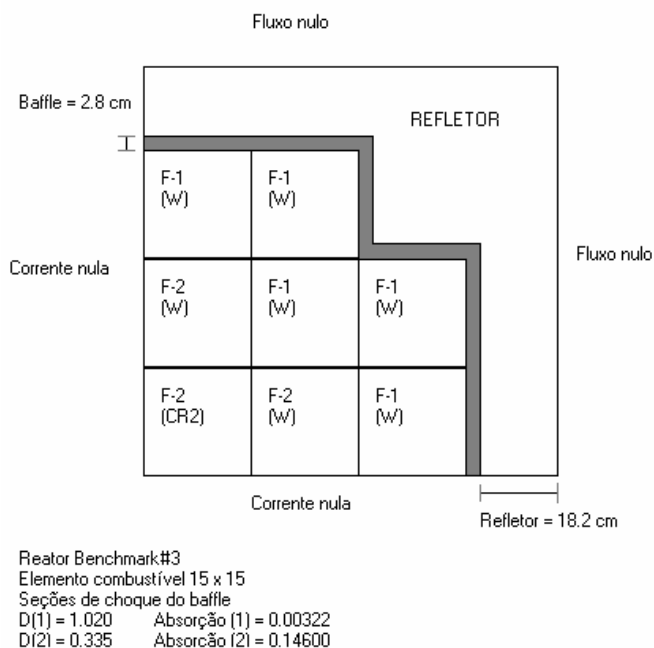 Fluxo nulo
Baffle = 2.8 cm
REFLETOR
F-1
(W)
F-1
(W)
Corrente nula
Fluxo nulo
F-2
(W)
F-1
(W)
F-1
(W)
F-2
(CR2)
F-2
(W)
F-1
(W)
Corrente nula
Refletor = 18.2 cm
Reator Benchmark#3
Elemento combustível 15 x 15
Seções de choque do baffle
D(1) = 1.020 Absorção (1) = 0.00322
D(2) = 0.335 Absorção (2) = 0.14600